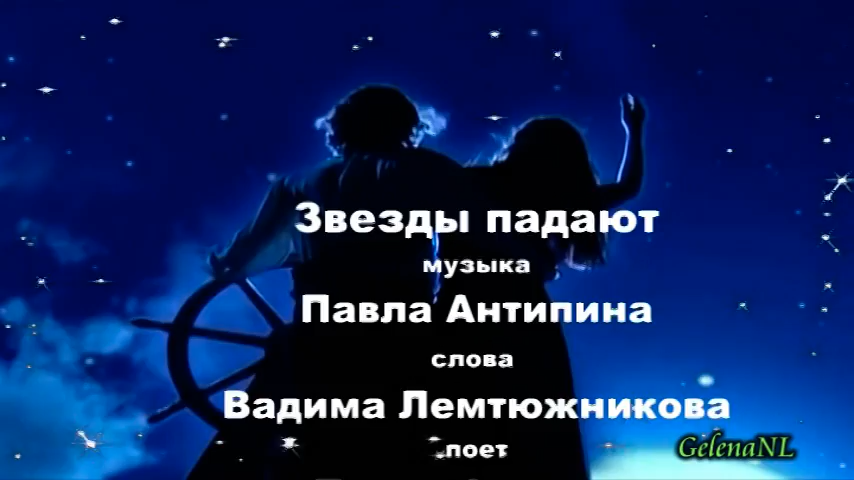 Звезды падают
музыка
Павла Антипина
слова
Вадима Лемтюжникова
поет
GelenaNL